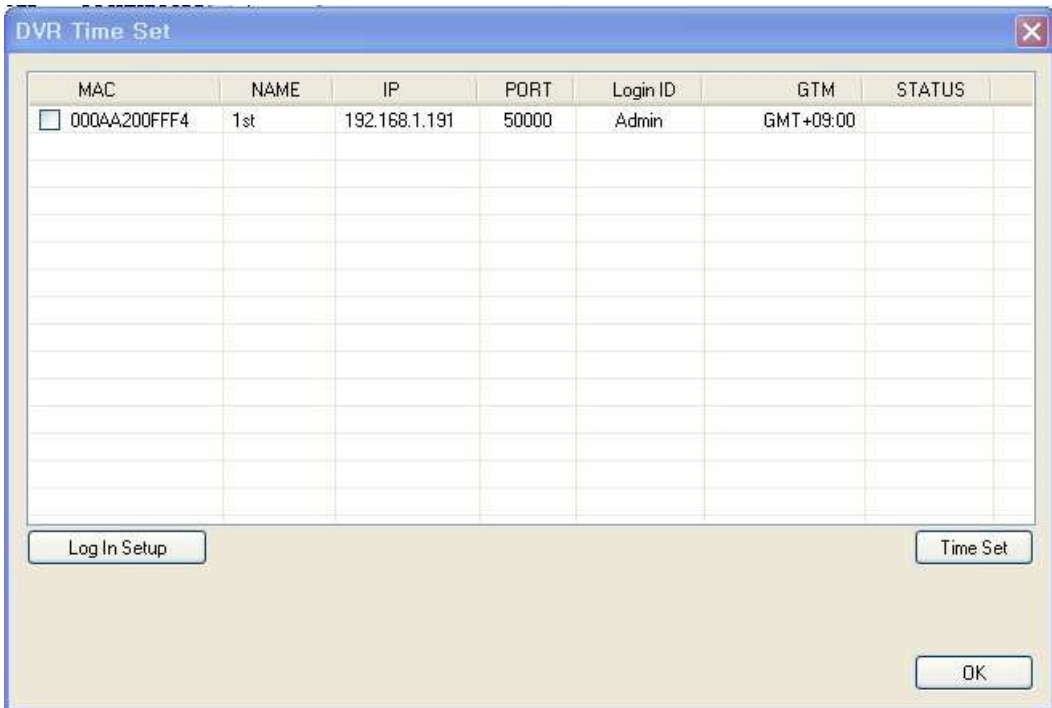 DVR Time Set
MAC NAME IP PORT Login ID GTM STATUS
000AA200FFF4 1st 192.168.1.191 50000 Admin GMT+09:00
Log In Setup Time Set
OK